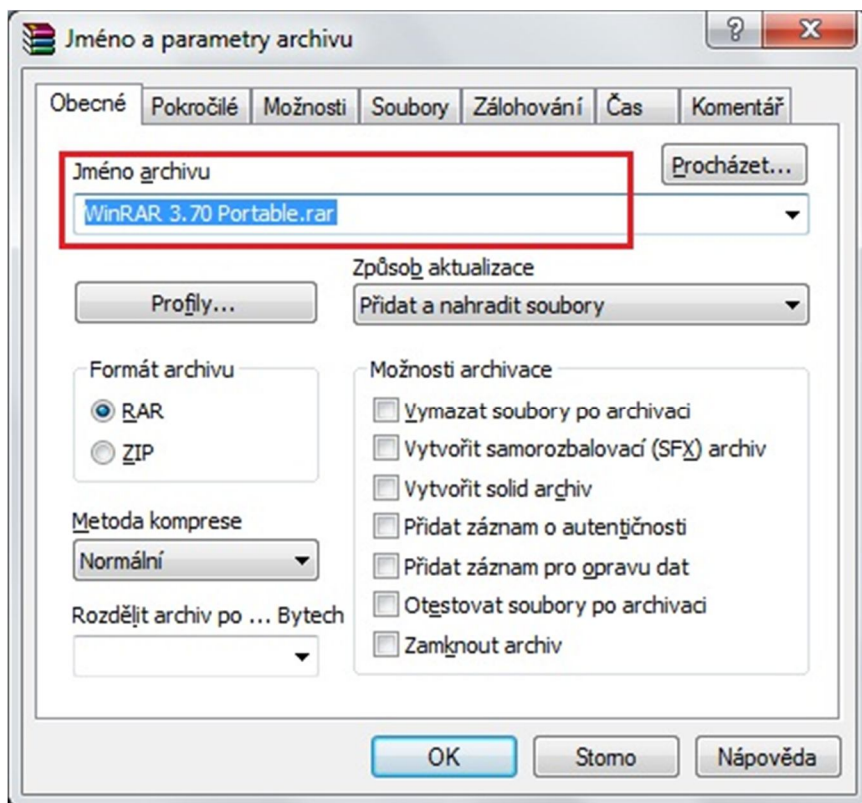 Jméno a parametry archivu
?
Obecné Pokročilé Možnosti Soubory Zálohování Čas Komentář
Jméno archivu
Procházet...
WinRAR 3.70 Portable.rar
Způsob aktualizace
Profily...
Přidat a nahradit soubory
Formát archivu
RAR
ZIP
Metoda komprese
Normální
Rozdělit archiv po ... Bytech
Možnosti archivace
Vymazat soubory po archivaci
Vytvořit samorozbalovací (SFX) archiv
Vytvořit solid archiv
Přidat záznam o autentičnosti
Přidat záznam pro opravu dat
Otestovat soubory po archivaci
Zamknout archiv
OK Storno Nápověda